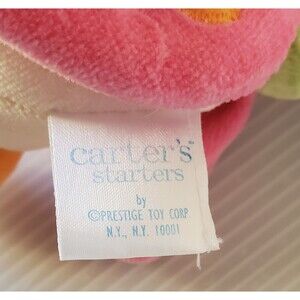 carter's
starters
by
©PRESTIGE TOY CORP
N.Y., N.Y. 10001